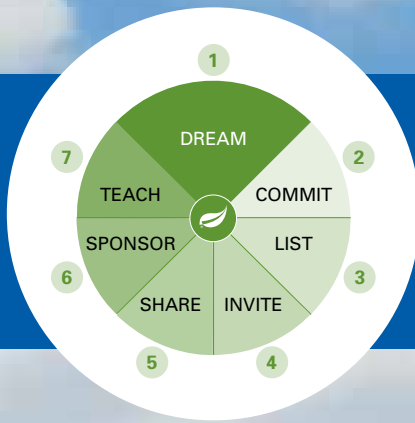 1
DREAM
2
COMMIT
3
LIST
4
INVITE
5
SHARE
6
SPONSOR
7
TEACH